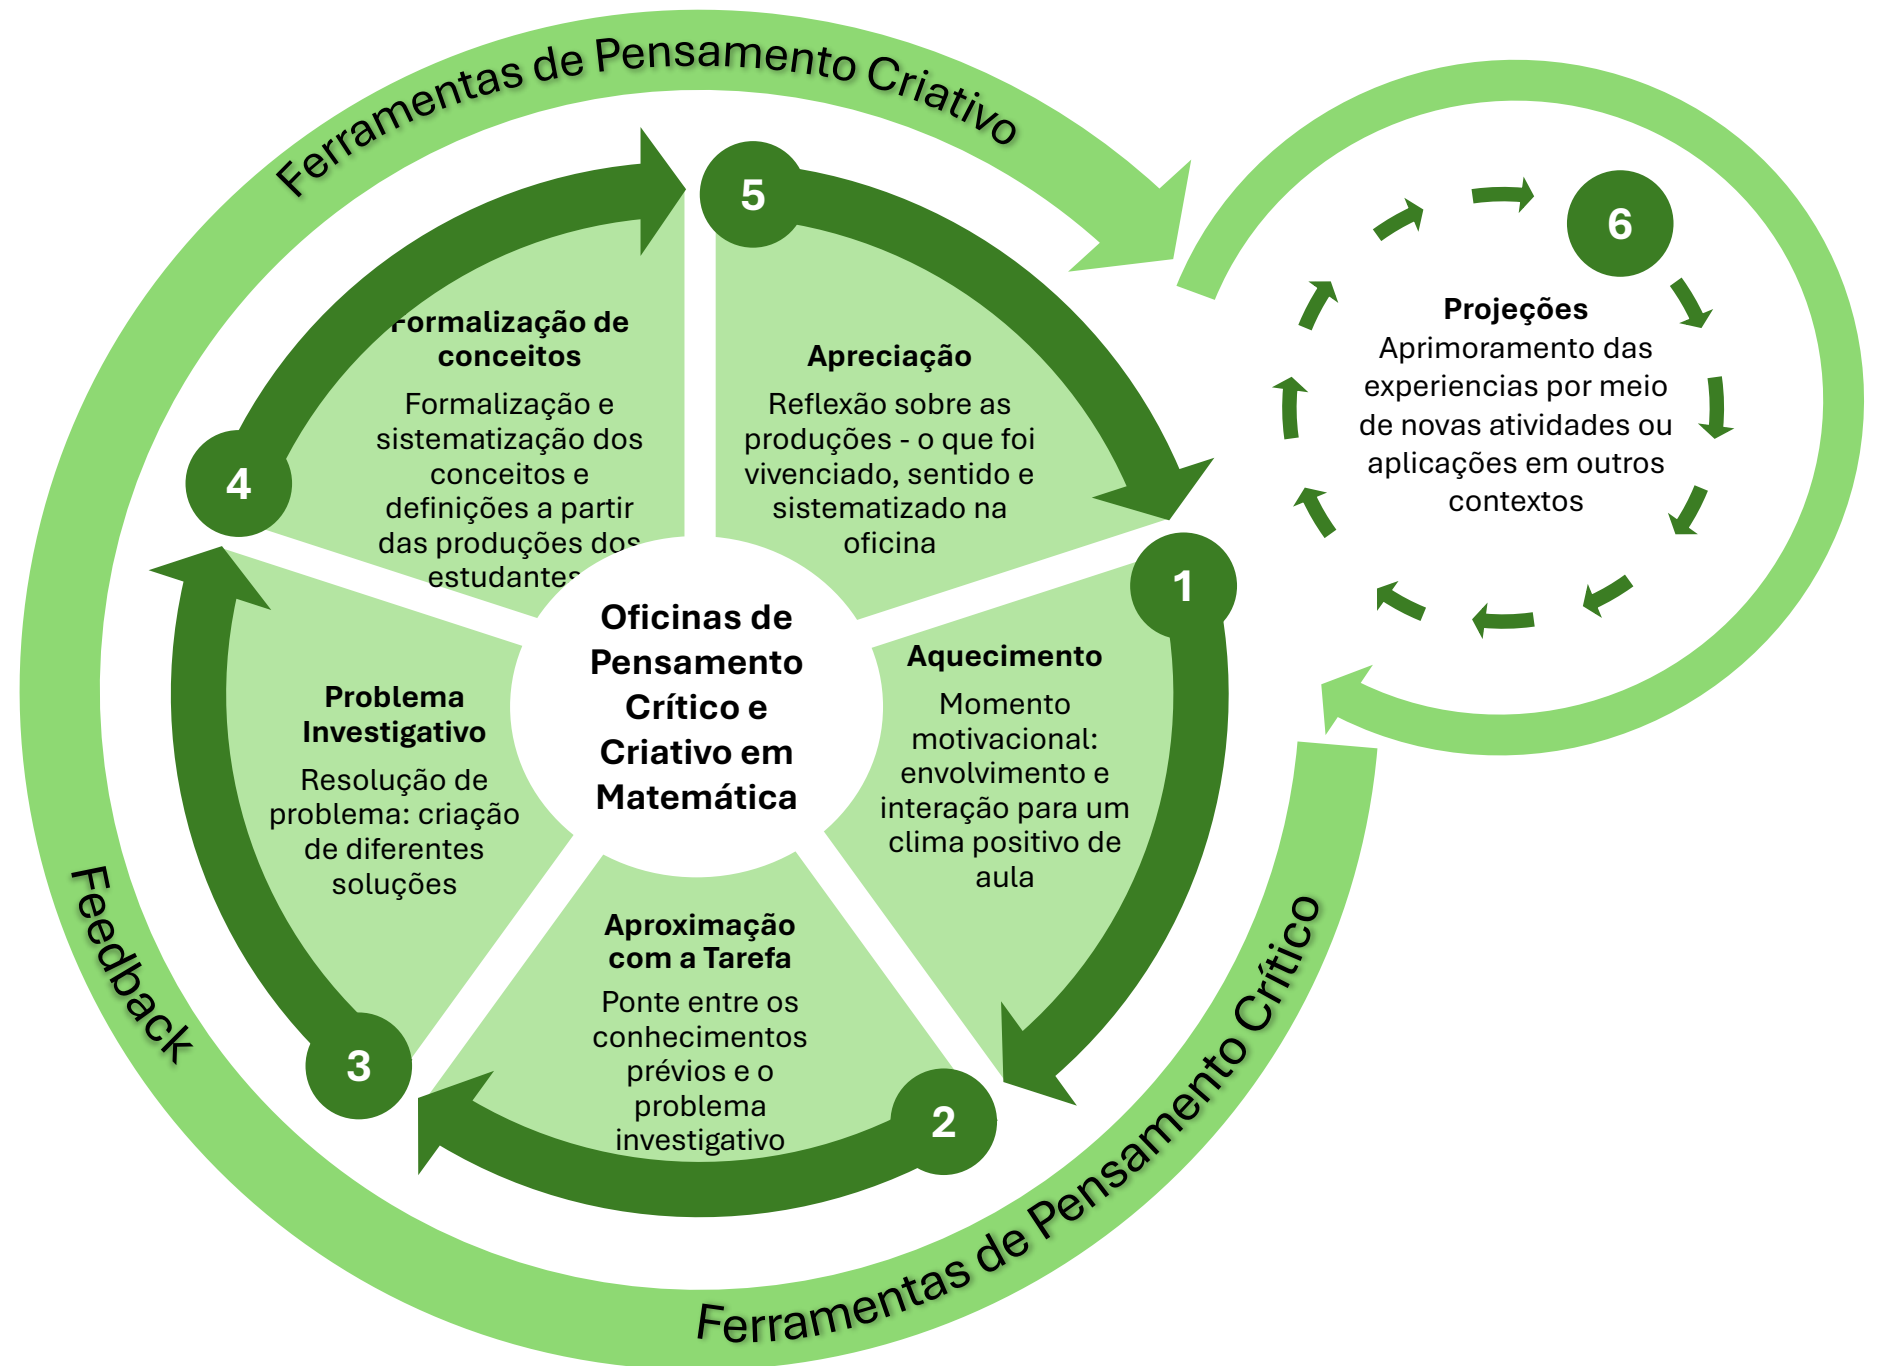 Ferramentas de Pensamento Criativo
5
6
4
Formalização de
conceitos
Formalização e
sistematização dos
conceitos e
definições a partir
das produções dos
estudantes
Apreciação
Reflexão sobre as
produções - o que foi
vivenciado, sentido e
sistematizado na
oficina
Projeções
Aprimoramento das
experiencias por meio
de novas atividades ou
aplicações em outros
contextos
Oficinas de
Pensamento
Crítico e
Criativo em
Matemática
1
Aquecimento
Momento
motivacional:
envolvimento e
interação para um
clima positivo de
aula
Problema
Investigativo
Resolução de
problema: criação
de diferentes
soluções
3
Aproximação
com a Tarefa
Ponte entre os
conhecimentos
prévios e o
problema
investigativo
2
Feedback
Ferramentas de Pensamento Crítico